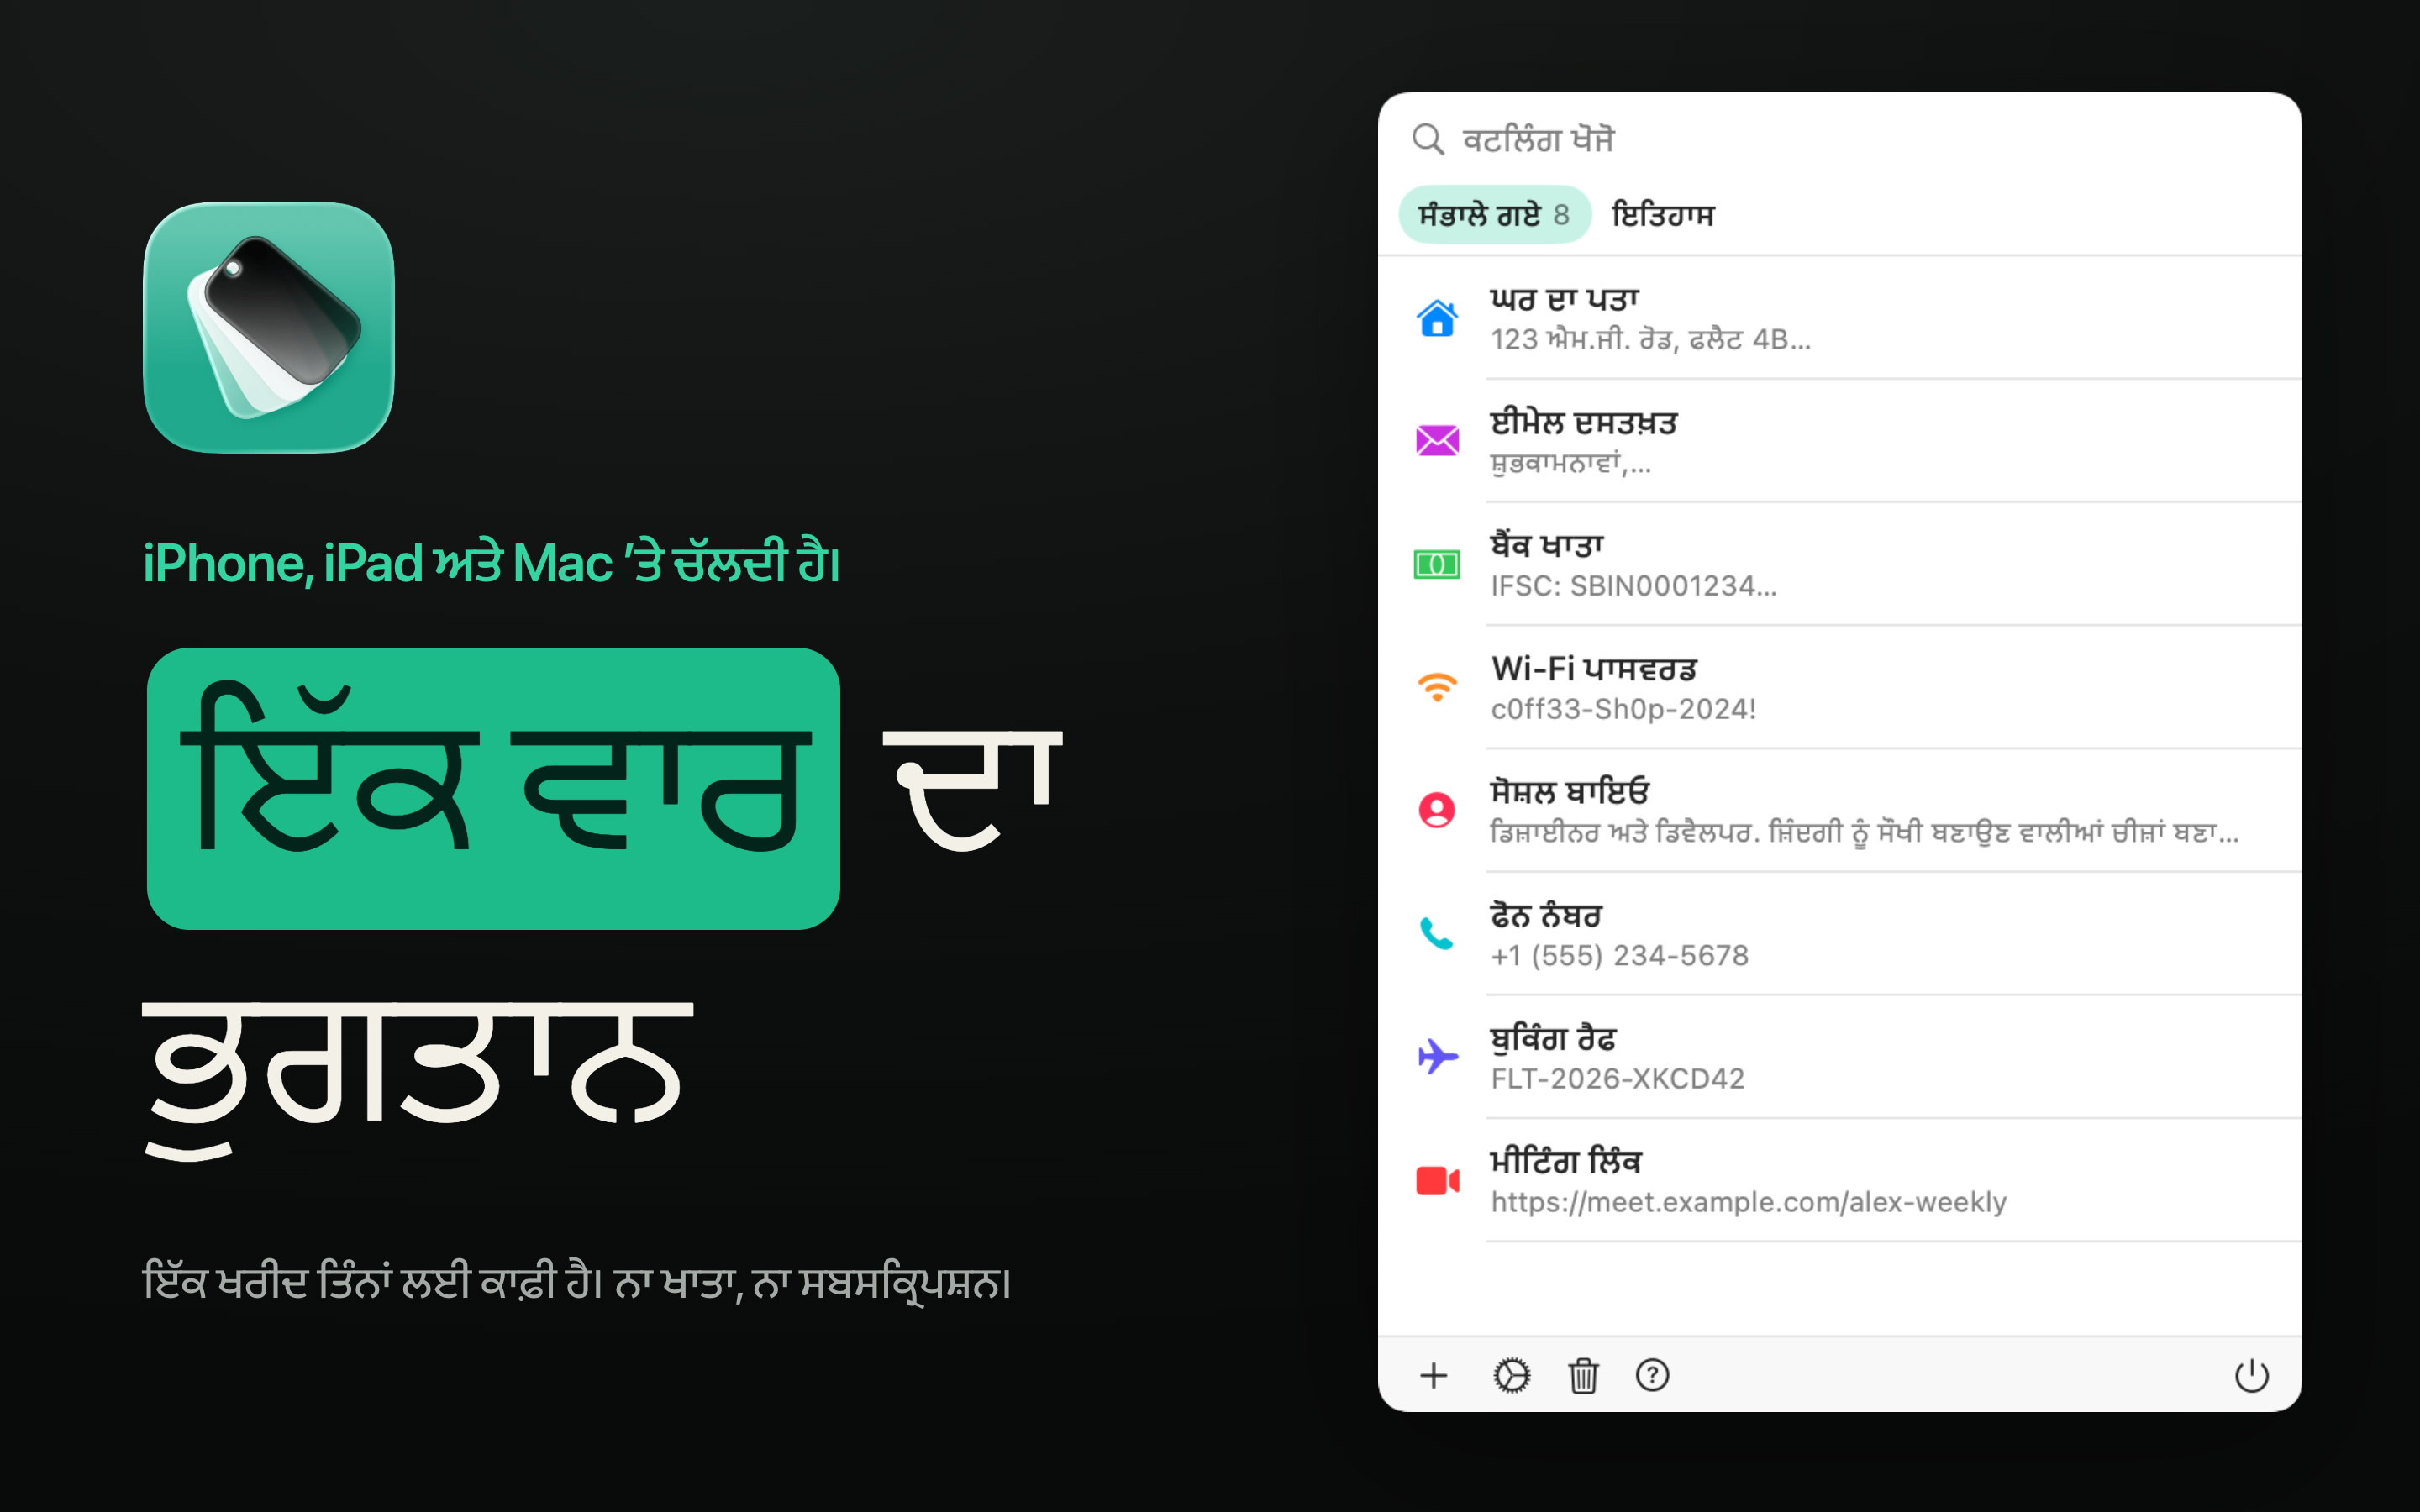 iPhone, iPad ਅਤੇ Mac ’ਤੇ ਚੱਲਦੀ ਹੈ।
ਇੱਕ ਵਾਰ ਦਾ
ਭੁਗਤਾਨ
ਇੱਕ ਖਰੀਦ ਤਿੰਨਾਂ ਲਈ ਕਾਫ਼ੀ ਹੈ। ਨਾ ਖਾਤਾ, ਨਾ ਸਬਸਕ੍ਰਿਪਸ਼ਨ।
ਕਟਲਿੰਗ ਖੋਜੋ
ਸੰਭਾਲੇ ਗਏ 8 ਇਤਿਹਾਸ
ਘਰ ਦਾ ਪਤਾ
123 ਐਮ.ਜੀ. ਰੋਡ, ਫਲੈਟ 4B...
ਈਮੇਲ ਦਸਤਖ਼ਤ
ਸ਼ੁਭਕਾਮਨਾਵਾਂ,...
ਬੈਂਕ ਖਾਤਾ
IFSC: SBIN0001234...
Wi-Fi ਪਾਸਵਰਡ
c0ff33-Sh0p-2024!
ਸੋਸ਼ਲ ਬਾਇਓ
ਡਿਜ਼ਾਈਨਰ ਅਤੇ ਡਿਵੈਲਪਰ. ਜ਼ਿੰਦਗੀ ਨੂੰ ਸੌਖੀ ਬਣਾਉਣ ਵਾਲੀਆਂ ਚੀਜ਼ਾਂ ਬਣਾ...
ਫੋਨ ਨੰਬਰ
+1 (555) 234-5678
ਬੁਕਿੰਗ ਰੈਫ
FLT-2026-XKCD42
ਮੀਟਿੰਗ ਲਿੰਕ
https://meet.example.com/alex-weekly